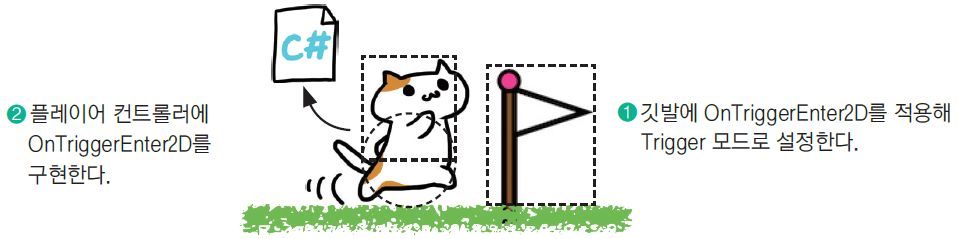 C#
❷ 플레이어 컨트롤러에
OnTriggerEnter2D를
구현한다.
❶ 깃발에 OnTriggerEnter2D를 적용해
Trigger 모드로 설정한다.